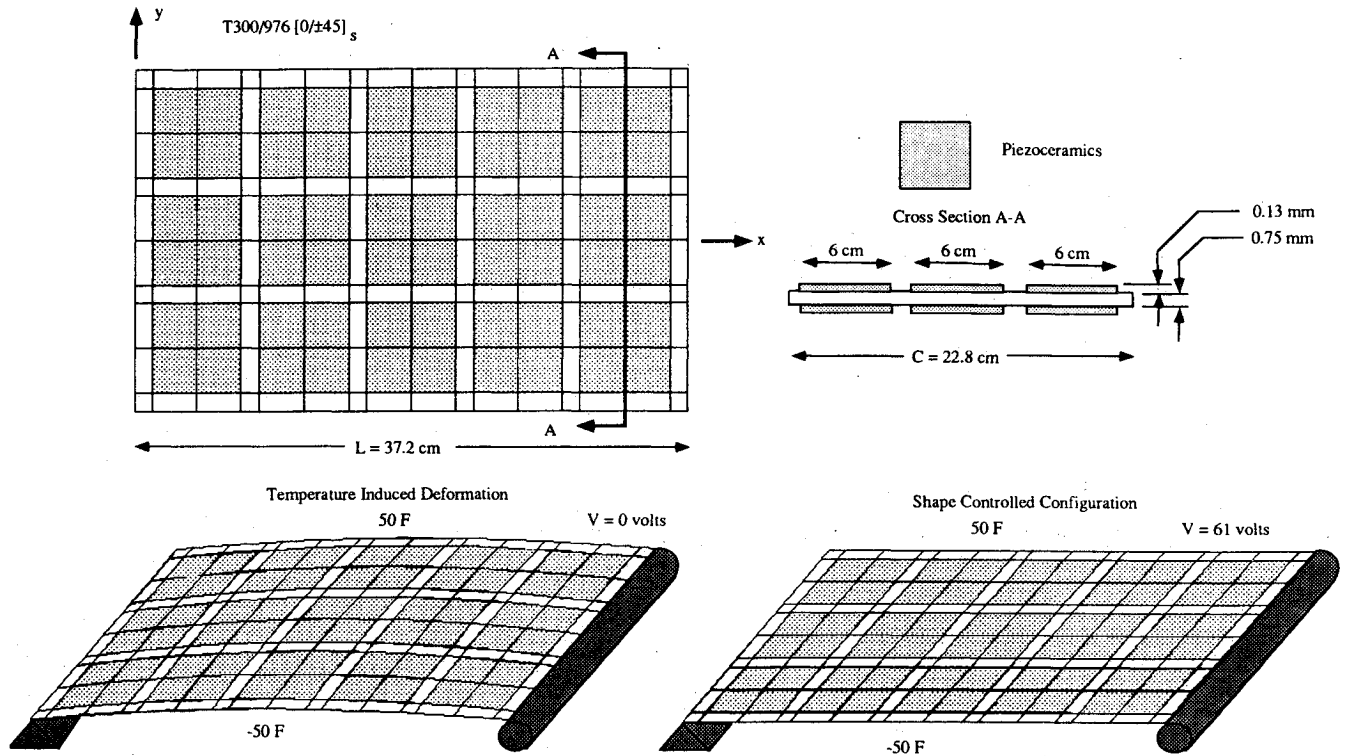 y
T300/976 [0/±45]s
A
A
x
L = 37.2 cm
Piezoceramics
Cross Section A-A
6 cm
6 cm
6 cm
0.13 mm
0.75 mm
C = 22.8 cm
Temperature Induced Deformation
50 F
V = 0 volts
-50 F
Shape Controlled Configuration
50 F
V = 61 volts
-50 F